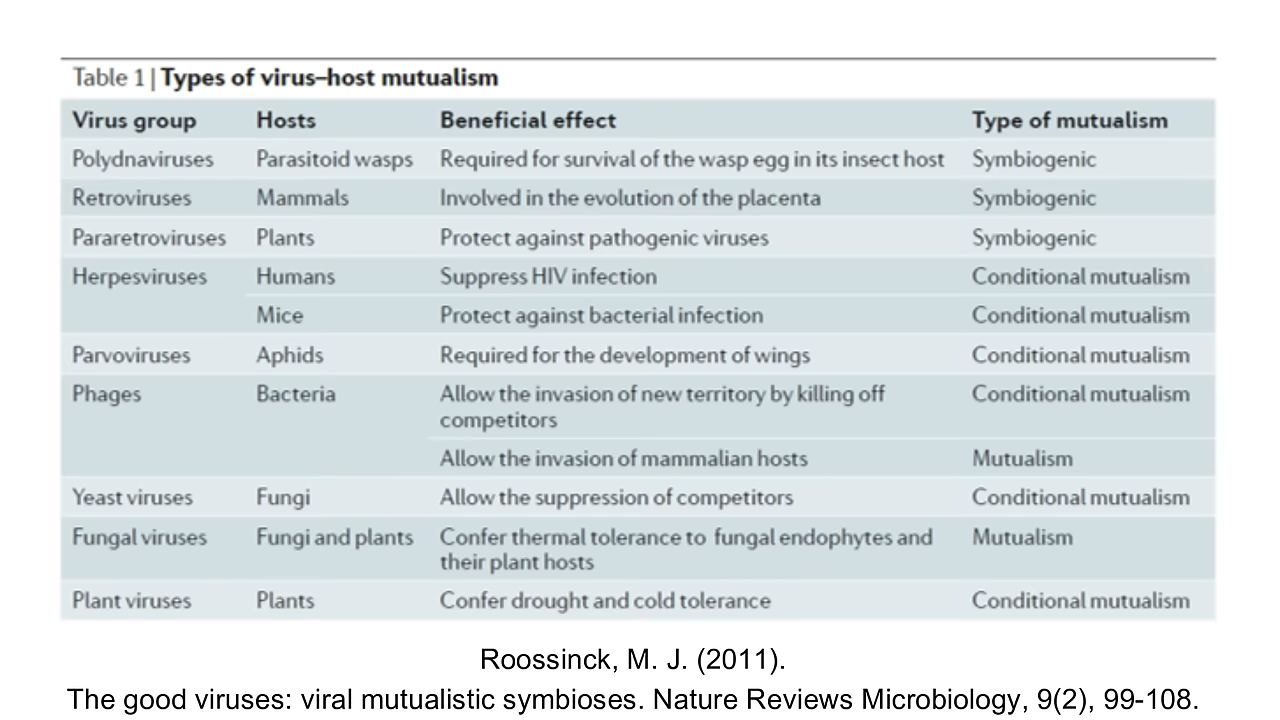 Table 1 | Types of virus–host mutualism
Virus group Hosts Beneficial effect Type of mutualism
Polydnaviruses Parasitoid wasps Required for survival of the wasp egg in its insect host Symbiogenic
Retroviruses Mammals Involved in the evolution of the placenta Symbiogenic
Pararetroviruses Plants Protect against pathogenic viruses Symbiogenic
Herpesviruses Humans Suppress HIV infection Conditional mutualism
Mice Protect against bacterial infection Conditional mutualism
Parvoviruses Aphids Required for the development of wings Conditional mutualism
Phages Bacteria Allow the invasion of new territory by killing off Conditional mutualism
competitors
Allow the invasion of mammalian hosts Mutualism
Yeast viruses Fungi Allow the suppression of competitors Conditional mutualism
Fungal viruses Fungi and plants Confer thermal tolerance to fungal endophytes and Mutualism
their plant hosts
Plant viruses Plants Confer drought and cold tolerance Conditional mutualism
Roossinck, M. J. (2011).
The good viruses: viral mutualistic symbioses. Nature Reviews Microbiology, 9(2), 99-108.